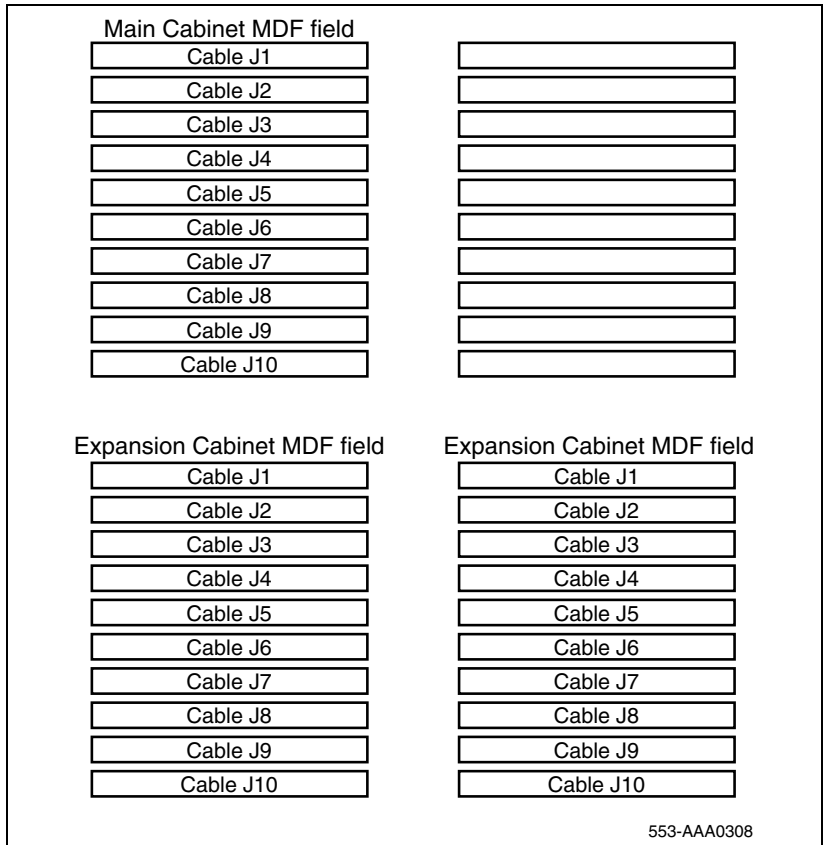 Main Cabinet MDF field
Cable J1
Cable J2
Cable J3
Cable J4
Cable J5
Cable J6
Cable J7
Cable J8
Cable J9
Cable J10
Expansion Cabinet MDF field
Cable J1
Cable J2
Cable J3
Cable J4
Cable J5
Cable J6
Cable J7
Cable J8
Cable J9
Cable J10
Expansion Cabinet MDF field
Cable J1
Cable J2
Cable J3
Cable J4
Cable J5
Cable J6
Cable J7
Cable J8
Cable J9
Cable J10
553-AAA0308